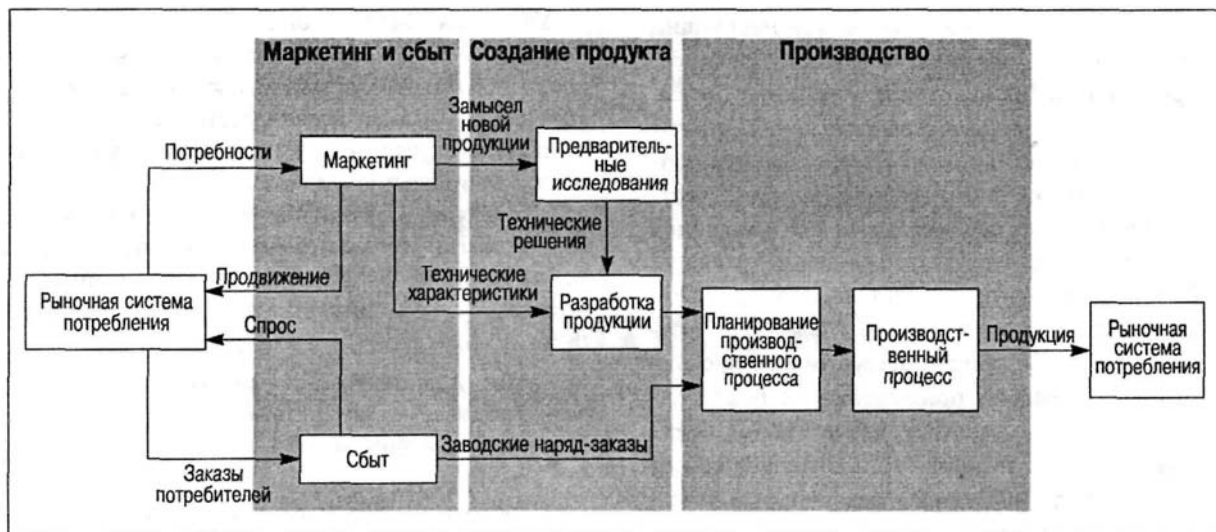 Маркетинг и сбыт
Создание продукта
Производство
Замысел
новой
продукции
Потребности
Маркетинг
Предваритель-
ные
исследования
Технические
решения
Продвижение
Технические
характеристики
Рыночная система
потребления
Разработка
продукции
Спрос
Планирование
производ-
ственного
процесса
Производст-
венный
процесс
Продукция
Рыночная
система
потребления
Заводские наряд-заказы
Сбыт
Заказы
потребителей